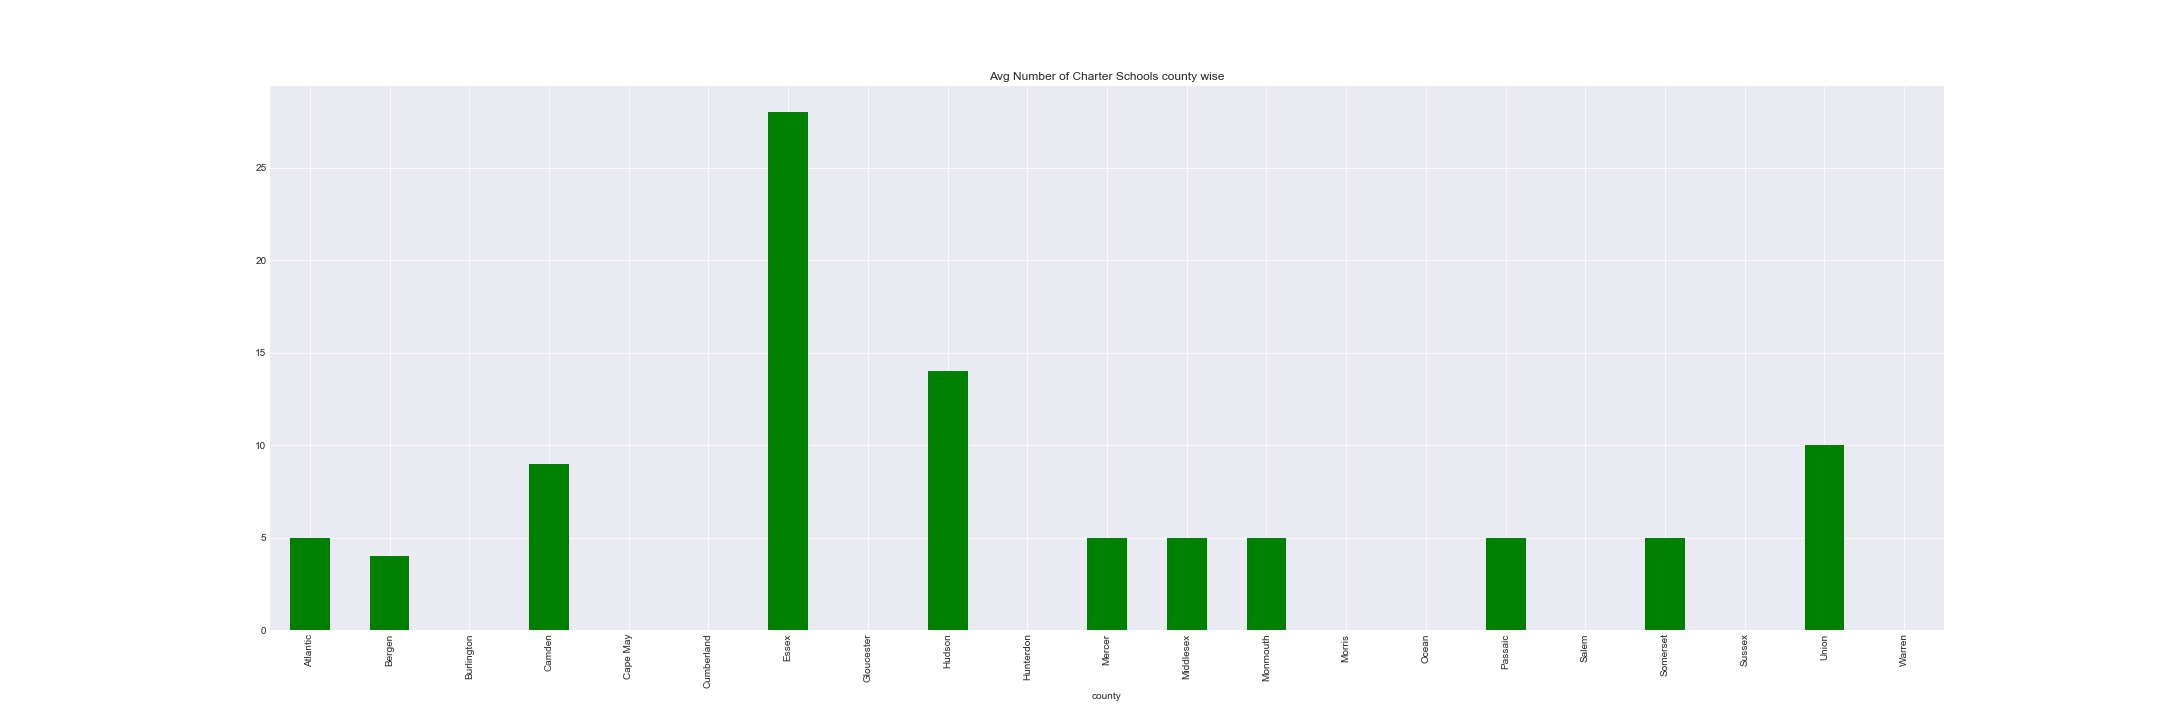 Avg Number of Charter Schools county wise
25
20
15
10
5
0
Atlantic
Bergen
Burlington
Camden
Cape May
Cumberland
Essex
Gloucester
Hudson
Hunterdon
Mercer
Middlesex
Monmouth
Morris
Ocean
Passaic
Salem
Somerset
Sussex
Union
Warren
county